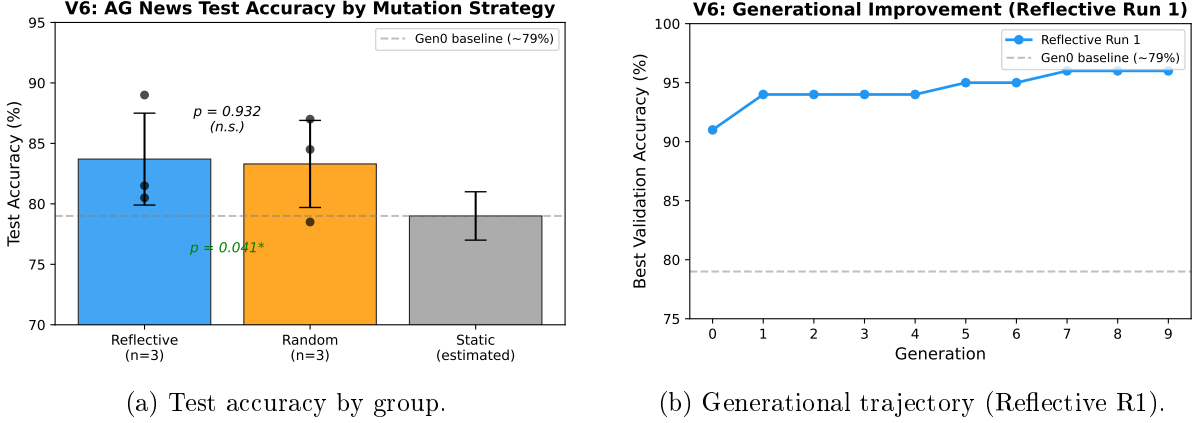 V6: AG News Test Accuracy by Mutation Strategy
Test Accuracy (%)
95
90
85
80
75
70
Gen0 baseline (~79%)
p = 0.932
(n.s.)
p = 0.041*
Reflective
(n=3)
Random
(n=3)
Static
(estimated)
(a) Test accuracy by group.
V6: Generational Improvement (Reflective Run 1)
Best Validation Accuracy (%)
100
95
90
85
80
75
Reflective Run 1
Gen0 baseline (~79%)
0 1 2 3 4 5 6 7 8 9
Generation
(b) Generational trajectory (Reflective R1).